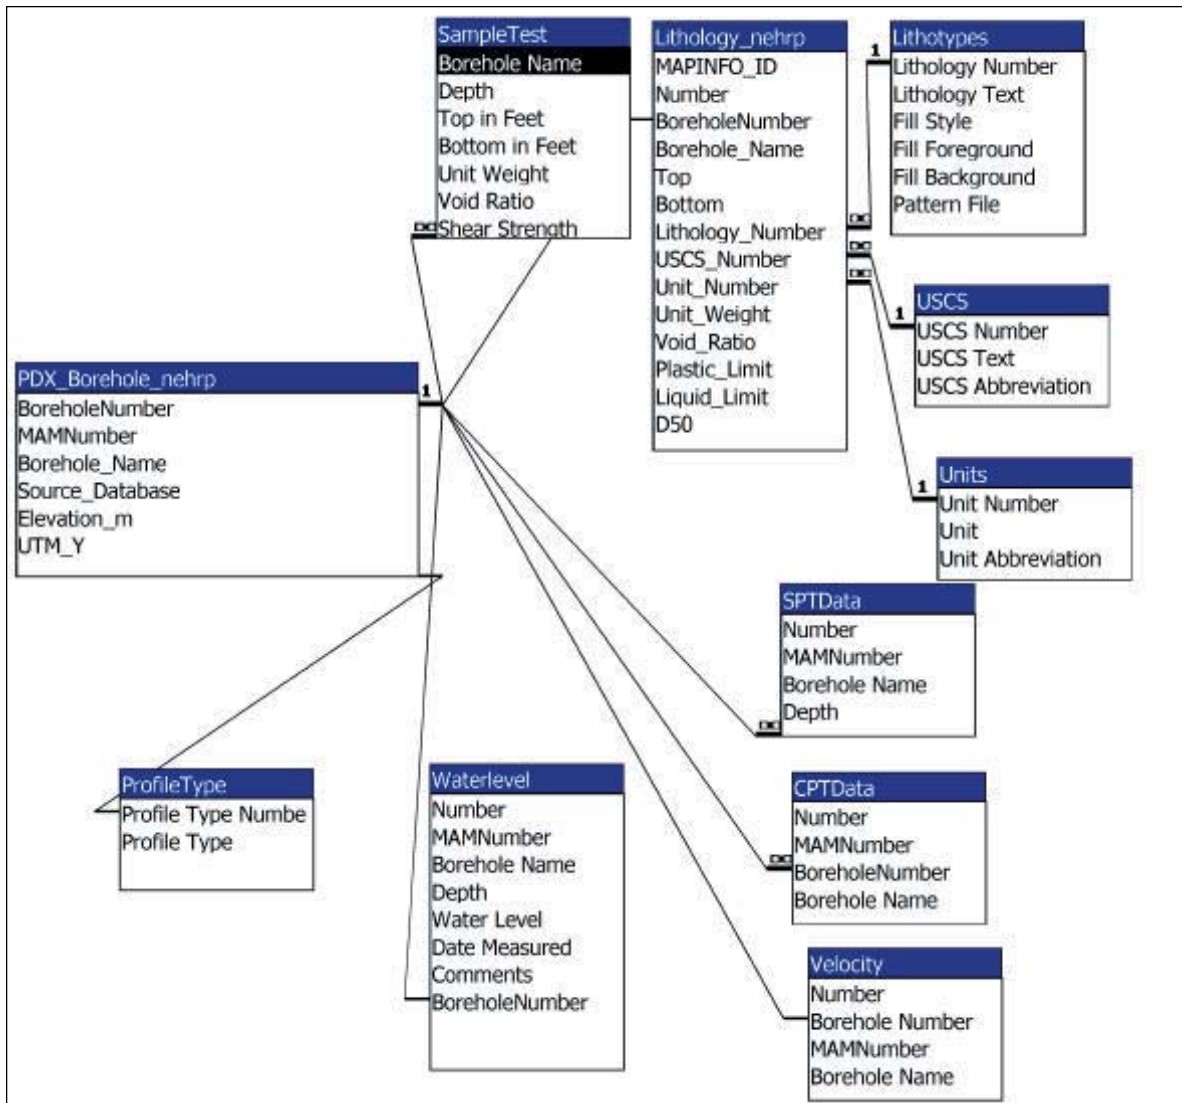 SampleTest
Borehole Name
Depth
Top in Feet
Bottom in Feet
Unit Weight
Void Ratio
Shear Strength
Lithology_nehrp
MAPINFO_ID
Number
BoreholeNumber
Borehole_Name
Top
Bottom
Lithology_Number
USCS_Number
Unit_Number
Unit_Weight
Void_Ratio
Plastic_Limit
Liquid_Limit
D50
1
Lithotypes
Lithology Number
Lithology Text
Fill Style
Fill Foreground
Fill Background
Pattern File
1
USCS
USCS Number
USCS Text
USCS Abbreviation
1
Units
Unit Number
Unit
Unit Abbreviation
PDX_Borehole_nehrp
BoreholeNumber
MAMNumber
Borehole_Name
Source_Database
Elevation_m
UTM_Y
1
SPTData
Number
MAMNumber
Borehole Name
Depth
ProfileType
Profile Type Numbe
Profile Type
Waterlevel
Number
MAMNumber
Borehole Name
Depth
Water Level
Date Measured
Comments
BoreholeNumber
CPTData
Number
MAMNumber
BoreholeNumber
Borehole Name
Velocity
Number
Borehole Number
MAMNumber
Borehole Name